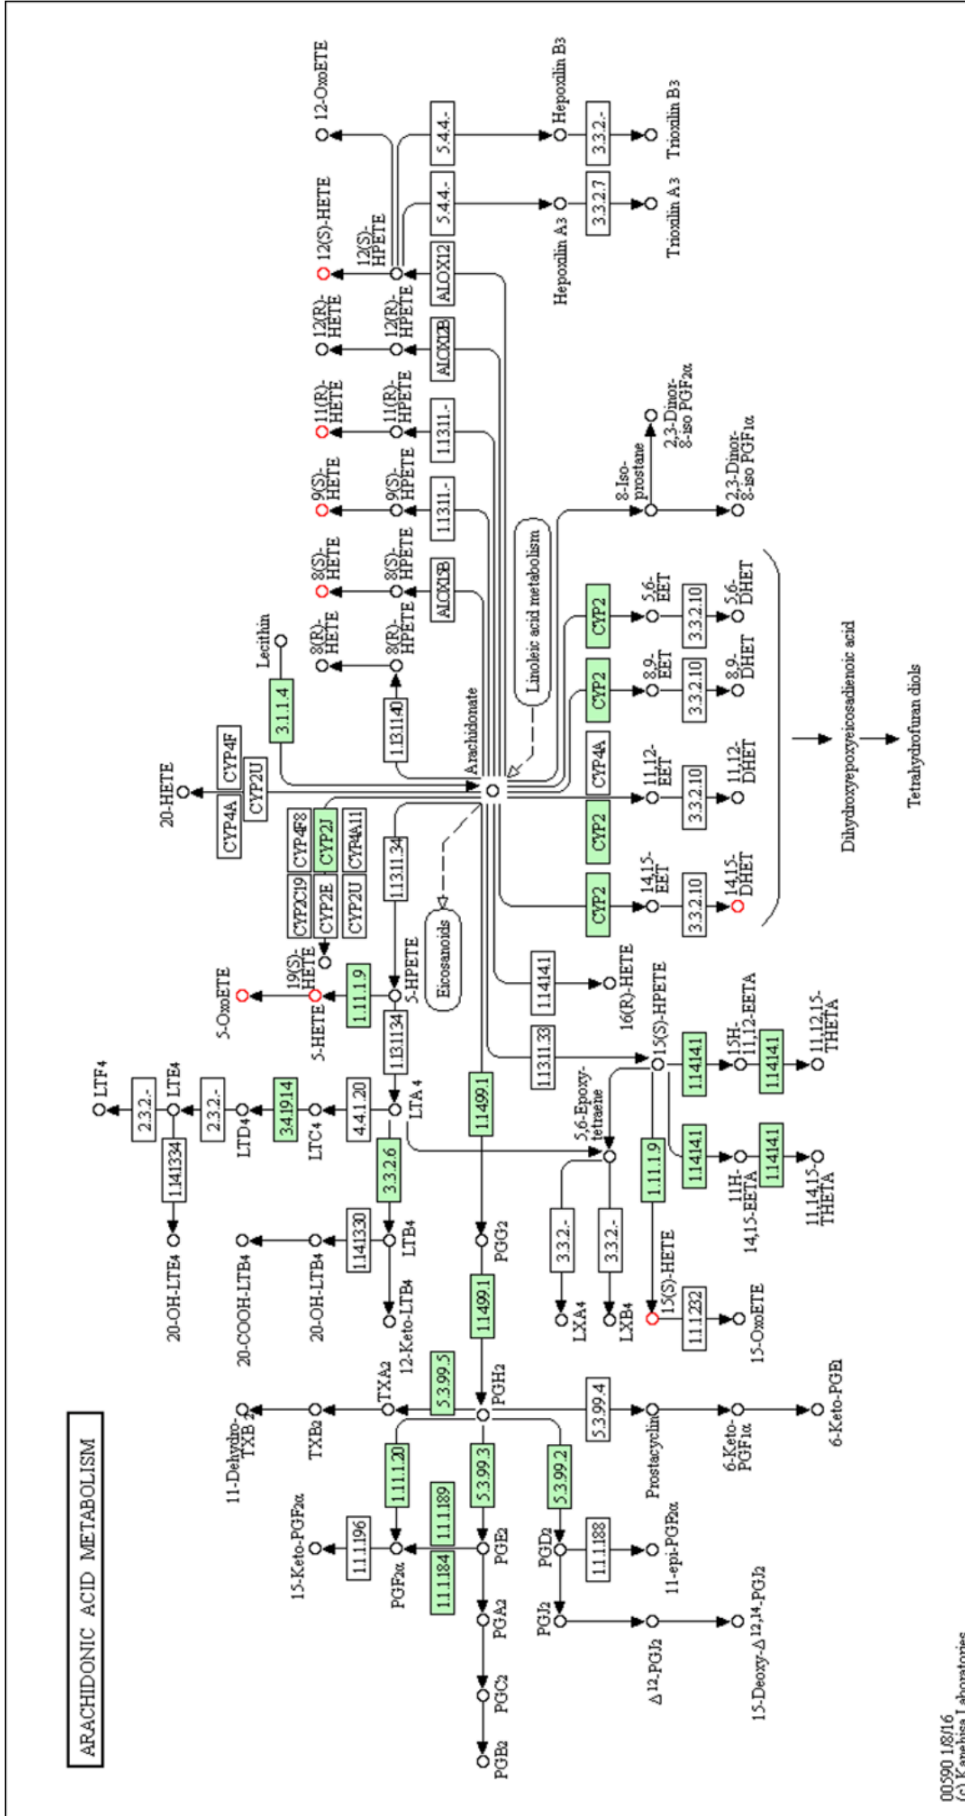 ARACHIDONIC ACID METABOLISM
LTF4
2.3.2.-
20-OH-LTE4
1.14.13.34
LTE4
20-HETE
2.3.2.-
11-Dehydro-
TXB2
20-COOH-LTB4
LTD4
5-OxoETE
CYP4A
CYP4F
CYP2U
Lecithin
3.4.19.14
3.1.1.4
15-Keto-PGF2α
TXB2
20-OH-LTB4
LTC4
5-HETE
19(S)-
HETE
CYP2C19
CYP4F8
CYP2E
CYP2J
CYP2U
CYP4A11
8(R)-
HETE
8(S)-
HETE
9(S)-
HETE
11(R)-
HETE
12(R)-
HETE
12(S)-HETE
12-OxoETE
1.1.1.196
1.14.13.30
4.4.1.20
1.11.1.9
PGF2α
1.11.1.20
TXA2
12-Keto-LTB4
LTB4
3.3.2.6
LTA4
1.13.11.34
5-HPETE
1.13.11.34
1.13.11.40
8(R)-
HPETE
8(S)-
HPETE
9(S)-
HPETE
11(R)-
HPETE
12(R)-
HPETE
12(S)-
HPETE
1.1.1.184
1.1.1.189
5.3.99.5
Eicosanoids
ALOX15B
1.13.11.-
1.13.11.-
ALOX12B
ALOX12
5.4.4.-
5.4.4.-
Arachidonate
PGB2
PGC2
PGA2
PGE2
5.3.99.3
PGH2
1.14.99.1
PGG2
1.14.99.1
Linoleic acid metabolism
PGJ2
PGD2
5.3.99.2
3.3.2.-
1.13.11.33
1.14.14.1
Hepoxilin A3
Hepoxilin B3
LXA4
5,6-Epoxy-
tetraene
1.1.1.188
5.3.99.4
3.3.2.-
CYP2
CYP2
CYP4A
CYP2
CYP2
3.3.2.7
3.3.2.-
LXB4
16(R)-HETE
8-Iso-
prostane
Δ12-PGJ2
11-epi-PGF2α
Prostacyclin
15(S)-HETE
1.11.1.9
15(S)-HPETE
14,15-
EET
11,12-
EET
8,9-
EET
5,6-
EET
2,3-Dinor-
8-iso PGF2α
Trioxilin A3
Trioxilin B3
1.1.1.232
1.14.14.1
1.14.14.1
3.3.2.10
3.3.2.10
3.3.2.10
3.3.2.10
15-Deoxy-Δ12,14-PGJ2
6-Keto-
PGF1α
15-OxoETE
11H-
14,15-EETA
15H-
11,12-EETA
14,15-
DHET
11,12-
DHET
8,9-
DHET
5,6-
DHET
2,3-Dinor-
8-iso PGF1α
1.14.14.1
1.14.14.1
6-Keto-PGE1
11,14,15-
THETA
11,12,15-
THETA
Dihydroxyepoxyeicosadienoic acid
Tetrahydrofuran diols
00590 1/8/16
(c) Kanehisa Laboratories